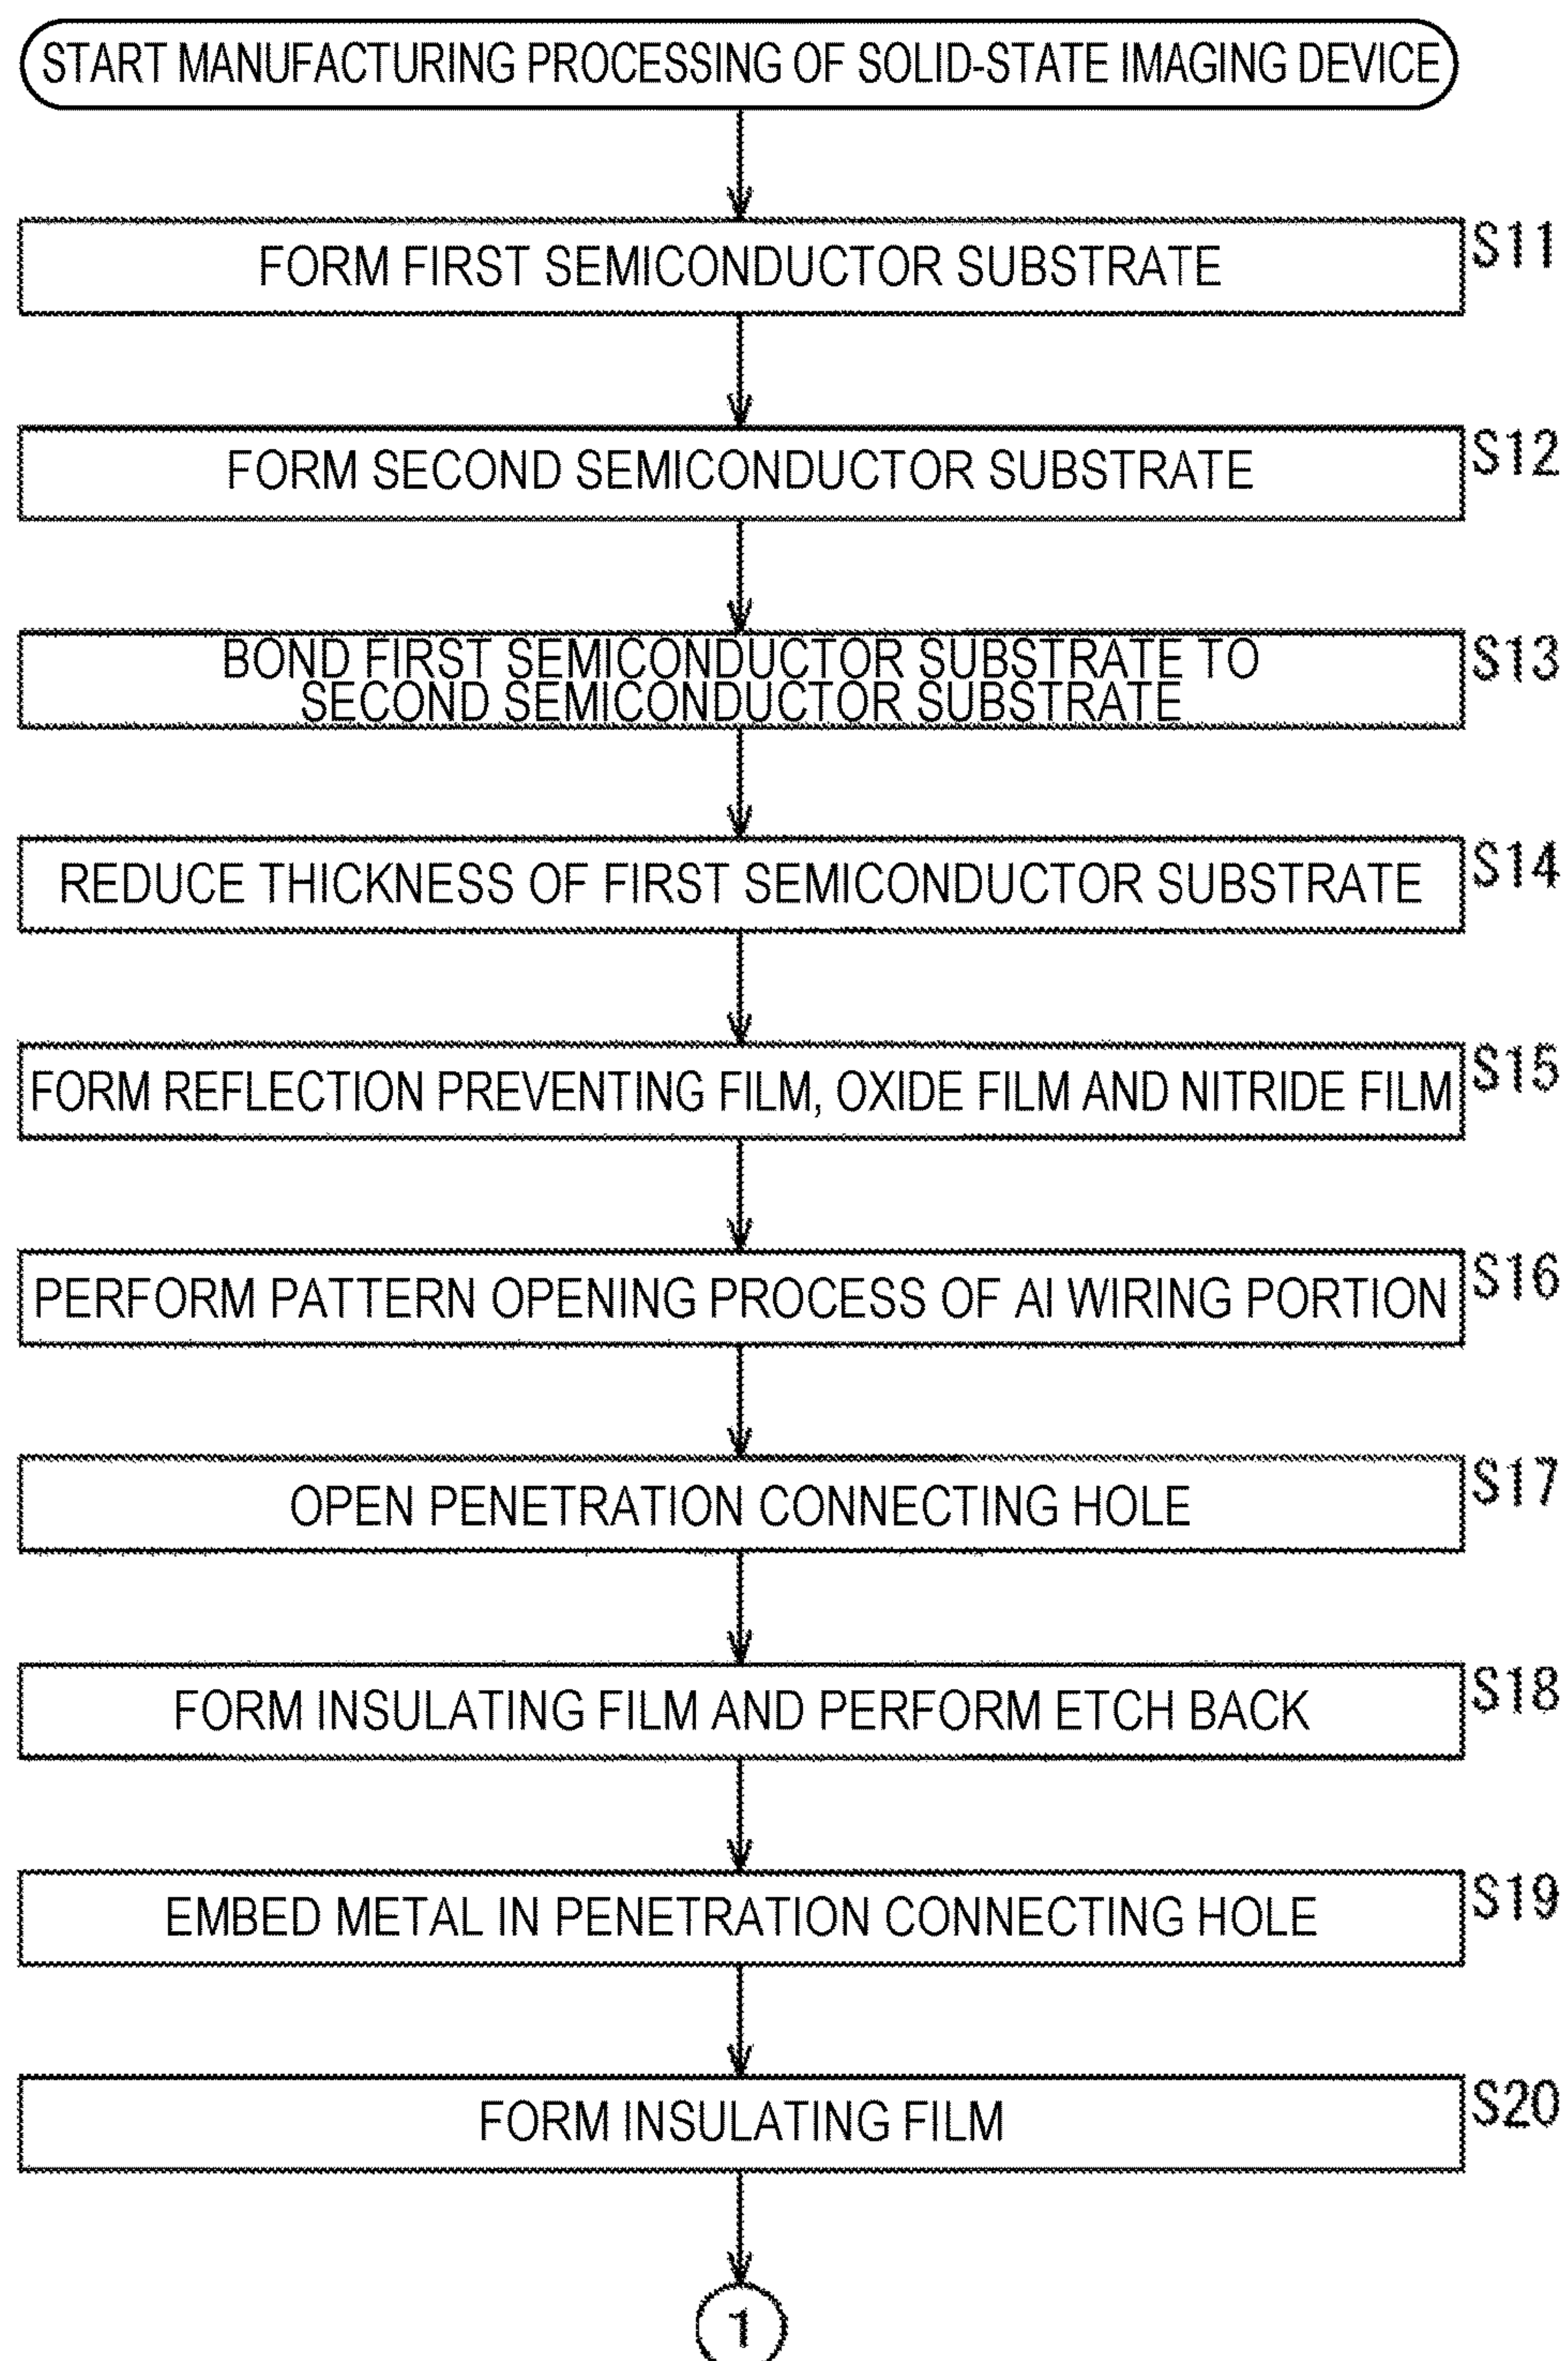 START MANUFACTURING PROCESSING OF SOLID-STATE IMAGING DEVICE
FORM FIRST SEMICONDUCTOR SUBSTRATE
S11
FORM SECOND SEMICONDUCTOR SUBSTRATE
S12
BOND FIRST SEMICONDUCTOR SUBSTRATE TO
SECOND SEMICONDUCTOR SUBSTRATE
S13
REDUCE THICKNESS OF FIRST SEMICONDUCTOR SUBSTRATE
S14
FORM REFLECTION PREVENTING FILM, OXIDE FILM AND NITRIDE FILM
S15
PERFORM PATTERN OPENING PROCESS OF Al WIRING PORTION
S16
OPEN PENETRATION CONNECTING HOLE
S17
FORM INSULATING FILM AND PERFORM ETCH BACK
S18
EMBED METAL IN PENETRATION CONNECTING HOLE
S19
FORM INSULATING FILM
S20
1